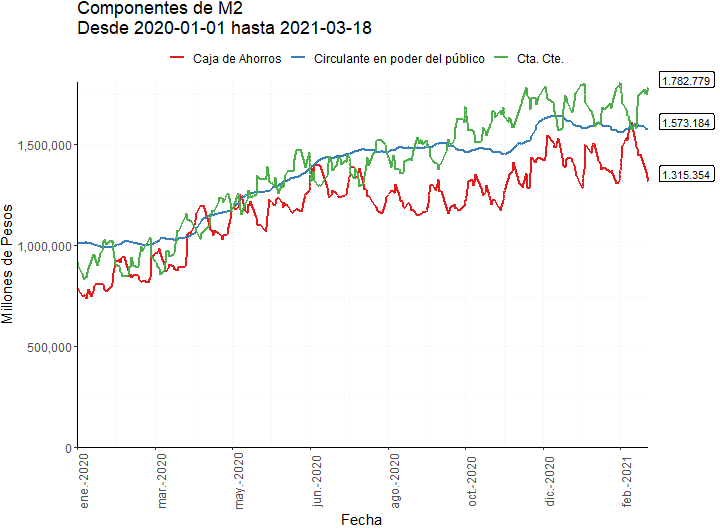 Componentes de M2
Desde 2020-01-01 hasta 2021-03-18
Caja de Ahorros Circulante en poder del público Cta. Cte.
1.782.779
1.573.184
1.315.354
Millones de Pesos
1,500,000
1,000,000
500,000
0
ene.-2020 mar.-2020 may.-2020 jun.-2020 ago.-2020 oct.-2020 dic.-2020 feb.-2021
Fecha